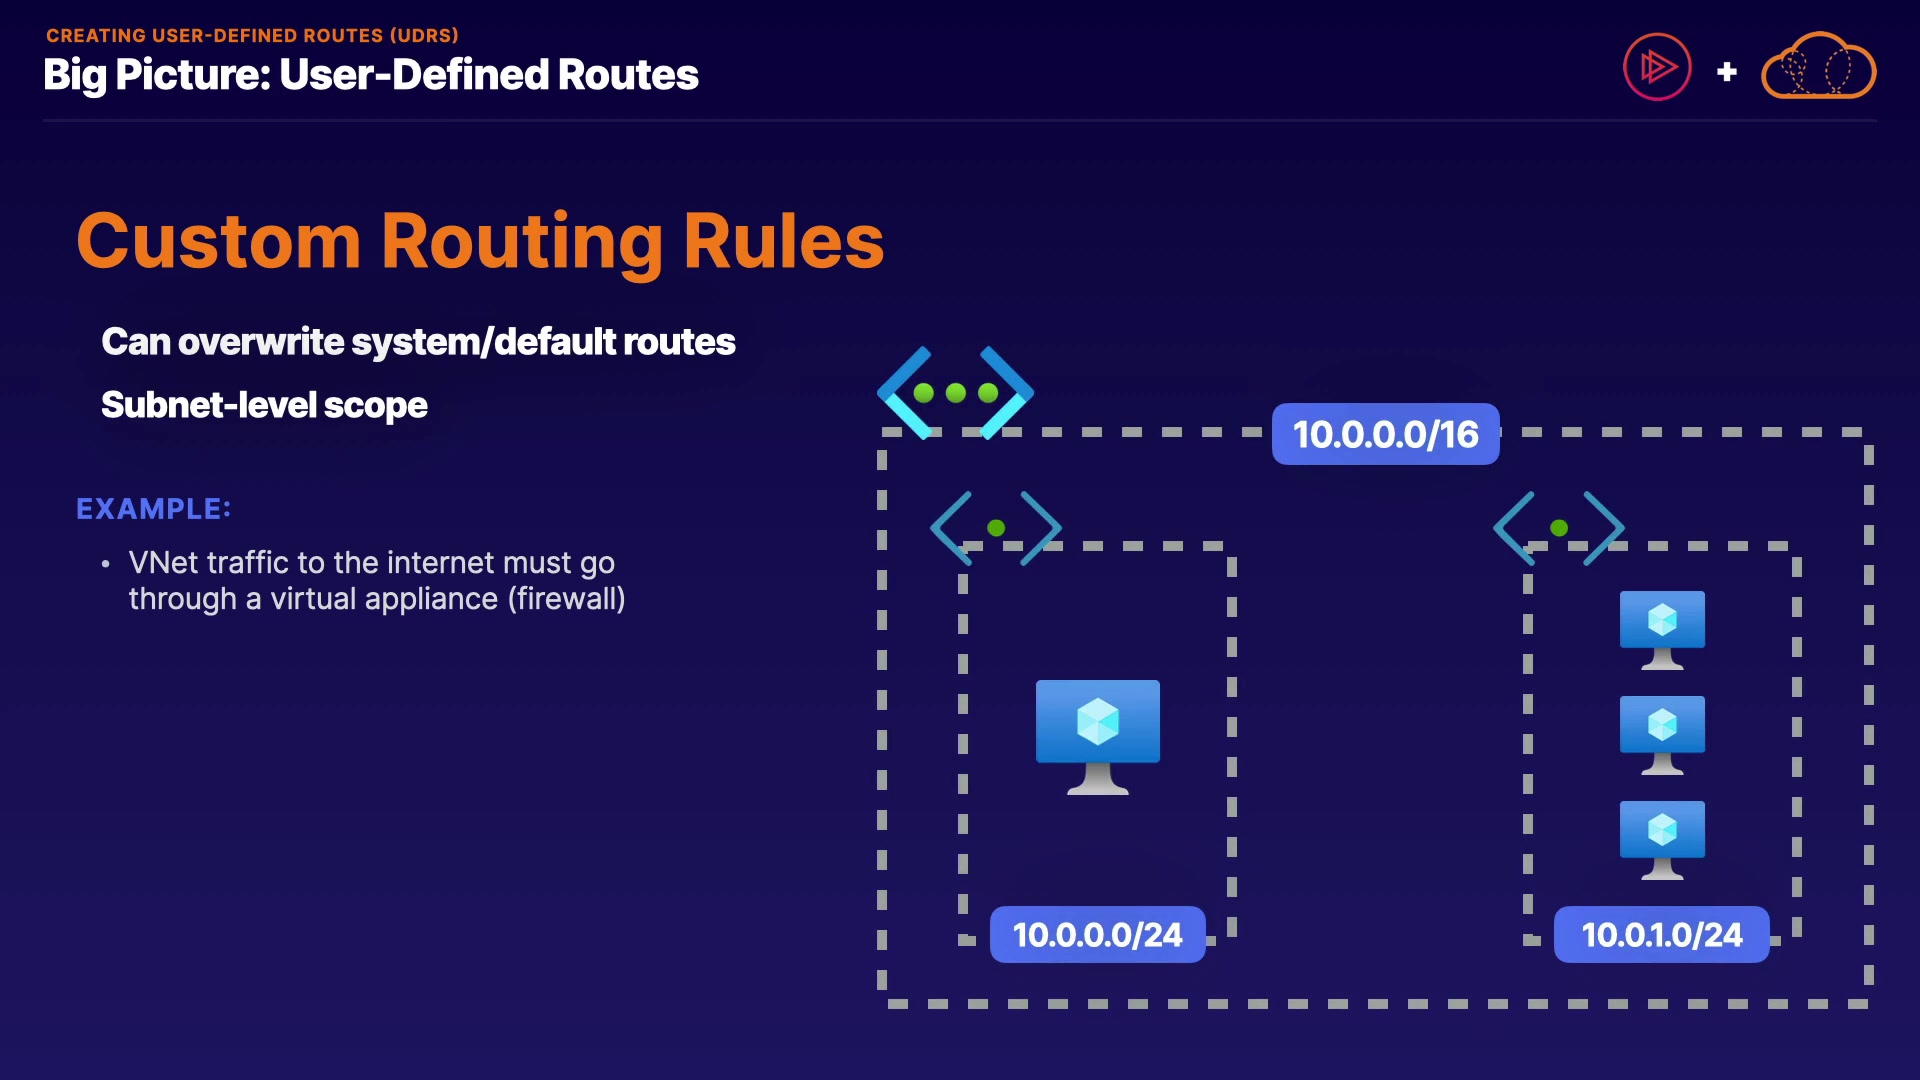 CREATING USER-DEFINED ROUTES (UDRS)
Big Picture: User-Defined Routes
+
Custom Routing Rules
Can overwrite system/default routes
Subnet-level scope
EXAMPLE:
• VNet traffic to the internet must go
through a virtual appliance (firewall)
10.0.0.0/16
10.0.0.0/24
10.0.1.0/24